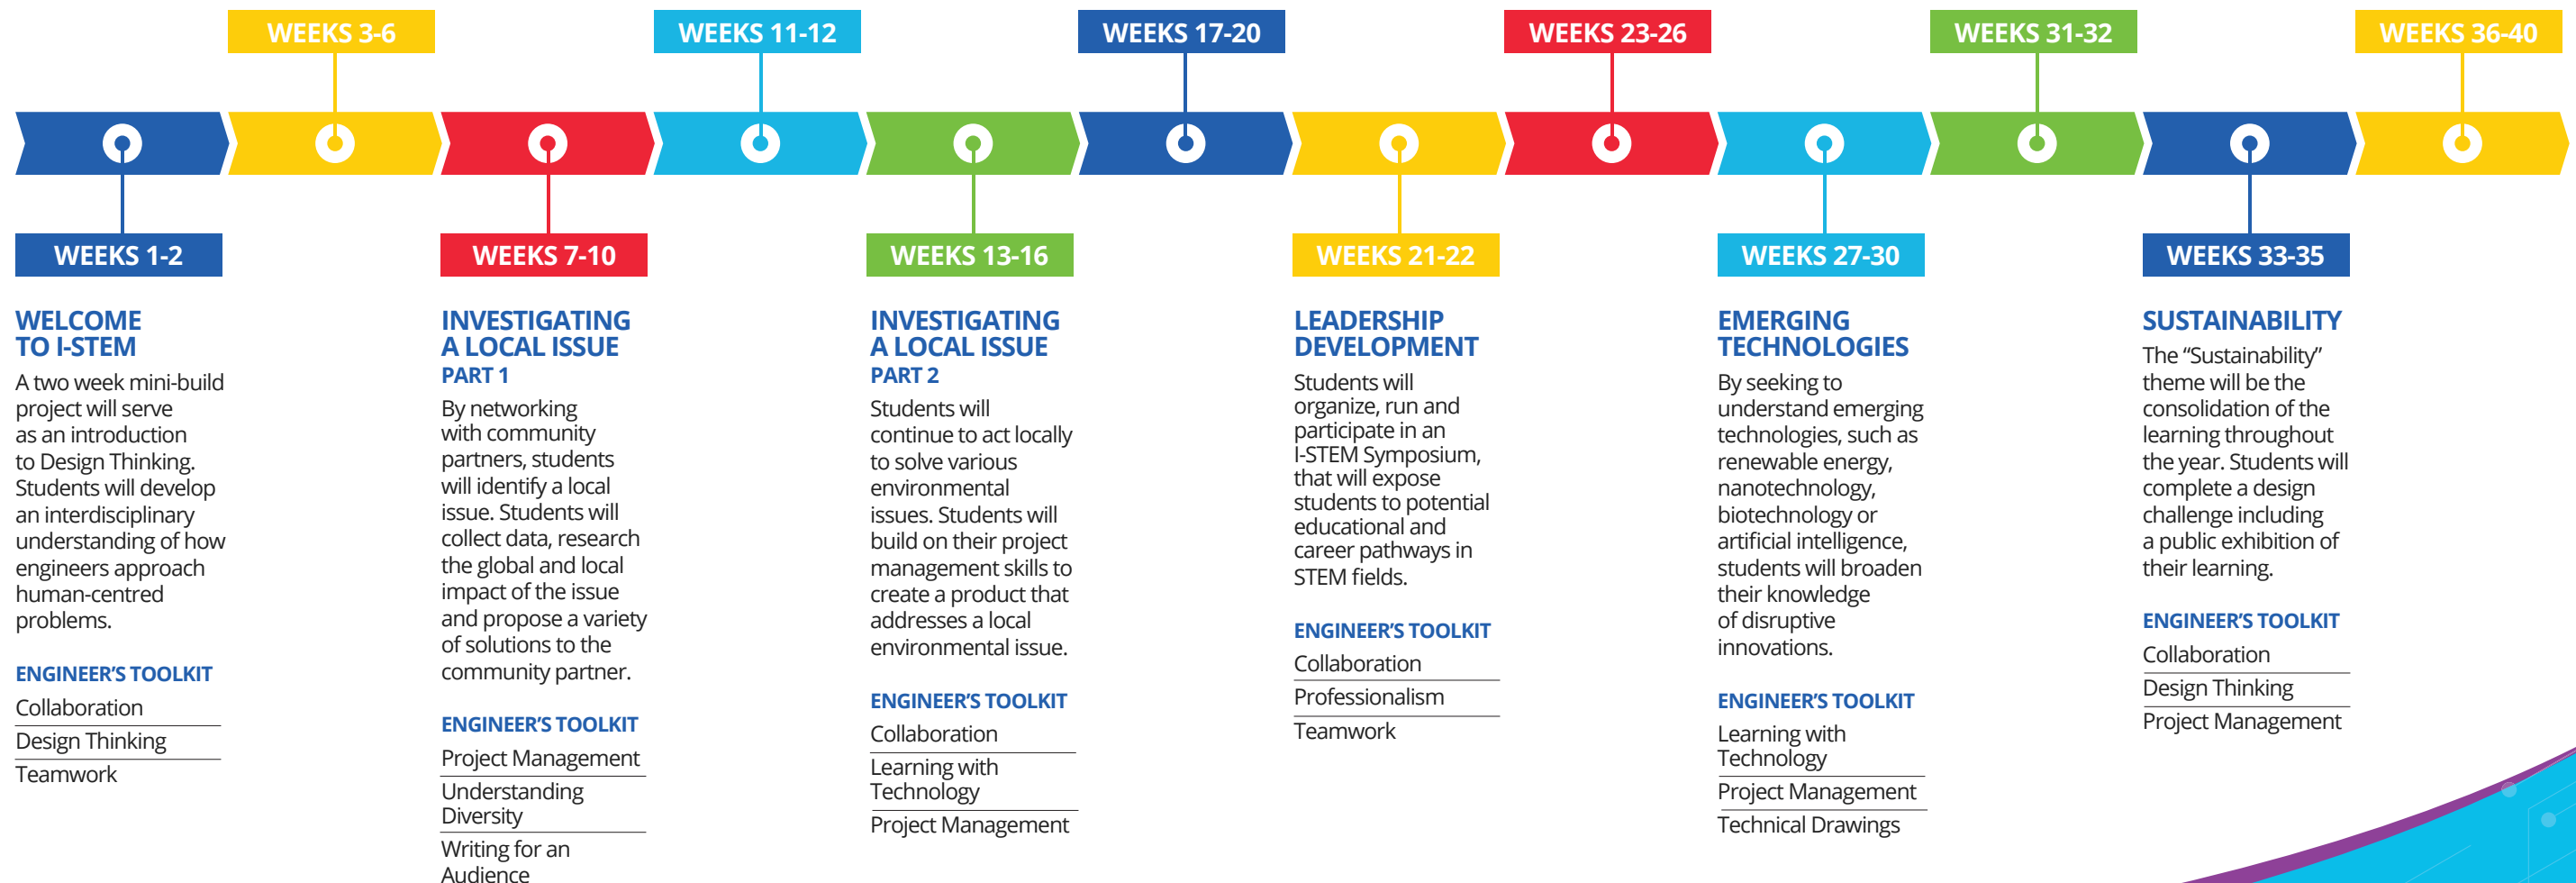 WEEKS 3-6
WEEKS 11-12
WEEKS 17-20
WEEKS 23-26
WEEKS 31-32
WEEKS 36-40
WEEKS 1-2
WELCOME
TO I-STEM
A two week mini-build
project will serve
as an introduction
to Design Thinking.
Students will develop
an interdisciplinary
understanding of how
engineers approach
human-centred
problems.
ENGINEER’S TOOLKIT
Collaboration
Design Thinking
Teamwork
WEEKS 7-10
INVESTIGATING
A LOCAL ISSUE
PART 1
By networking
with community
partners, students
will identify a local
issue. Students will
collect data, research
the global and local
impact of the issue
and propose a variety
of solutions to the
community partner.
ENGINEER’S TOOLKIT
Project Management
Understanding
Diversity
Writing for an
Audience
WEEKS 13-16
INVESTIGATING
A LOCAL ISSUE
PART 2
Students will
continue to act locally
to solve various
environmental
issues. Students will
build on their project
management skills to
create a product that
addresses a local
environmental issue.
ENGINEER’S TOOLKIT
Collaboration
Learning with
Technology
Project Management
WEEKS 21-22
LEADERSHIP
DEVELOPMENT
Students will
organize, run and
participate in an
I-STEM Symposium,
that will expose
students to potential
educational and
career pathways in
STEM fields.
ENGINEER’S TOOLKIT
Collaboration
Professionalism
Teamwork
WEEKS 27-30
EMERGING
TECHNOLOGIES
By seeking to
understand emerging
technologies, such as
renewable energy,
nanotechnology,
biotechnology or
artificial intelligence,
students will broaden
their knowledge
of disruptive
innovations.
ENGINEER’S TOOLKIT
Learning with
Technology
Project Management
Technical Drawings
WEEKS 33-35
SUSTAINABILITY
The “Sustainability”
theme will be the
consolidation of the
learning throughout
the year. Students will
complete a design
challenge including
a public exhibition of
their learning.
ENGINEER’S TOOLKIT
Collaboration
Design Thinking
Project Management